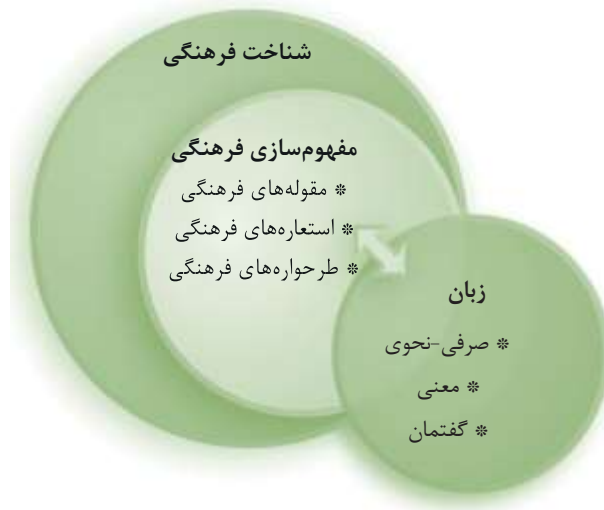 شناخت فرهنگی
مفهوم‌سازی فرهنگی
* مقوله‌های فرهنگی
* استعاره‌های فرهنگی
* طرحواره‌های فرهنگی
زبان
* صرفی-نحوی
* معنی
* گفتمان